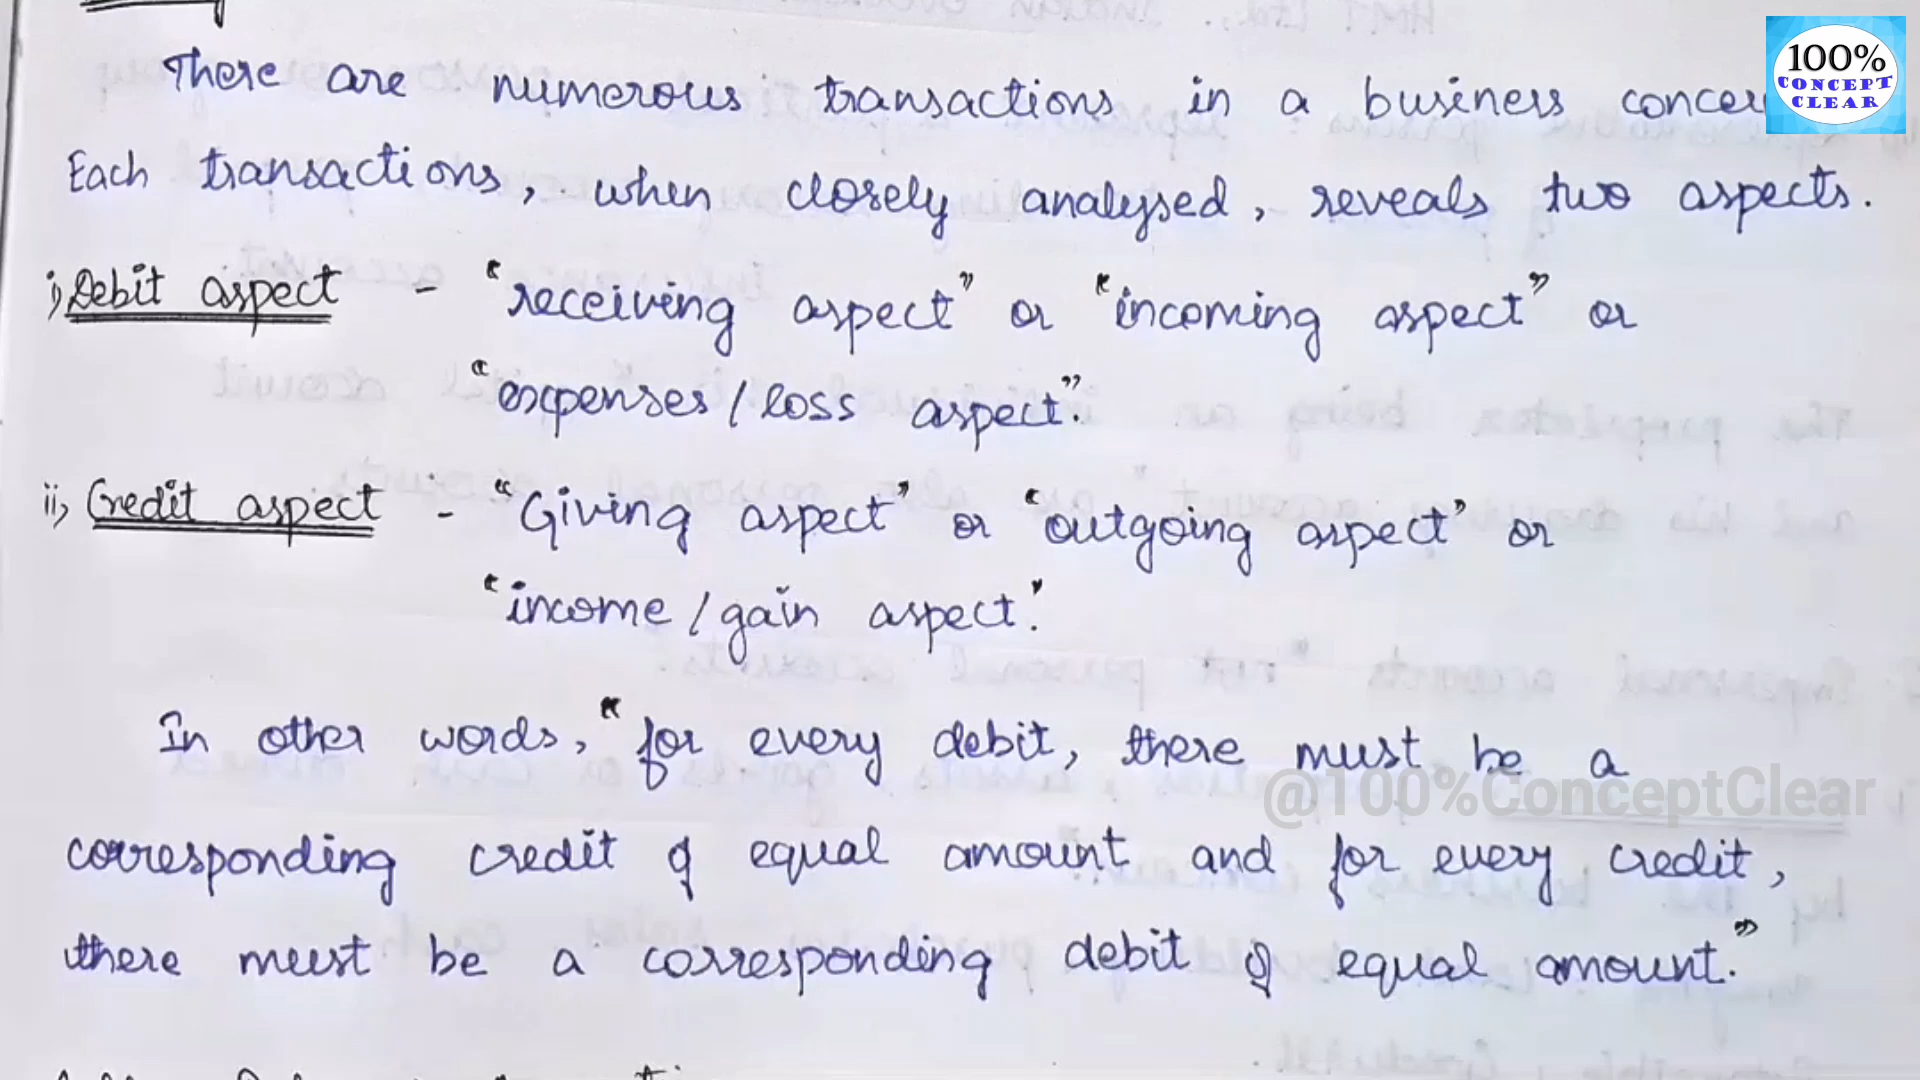 There are numerous transactions in a business concer
Each transactions, when closely analysed, reveals two aspects.
i, Debit aspect - "receiving aspect" or "incoming aspect" or
"expenses/loss aspect."
ii, Credit aspect - "Giving aspect" or "outgoing aspect" or
"income/gain aspect."
In other words, "for every debit, there must be a
corresponding credit of equal amount and for every credit,
there must be a corresponding debit of equal amount."
100%
CONCEPT
CLEAR
@100%ConceptClear